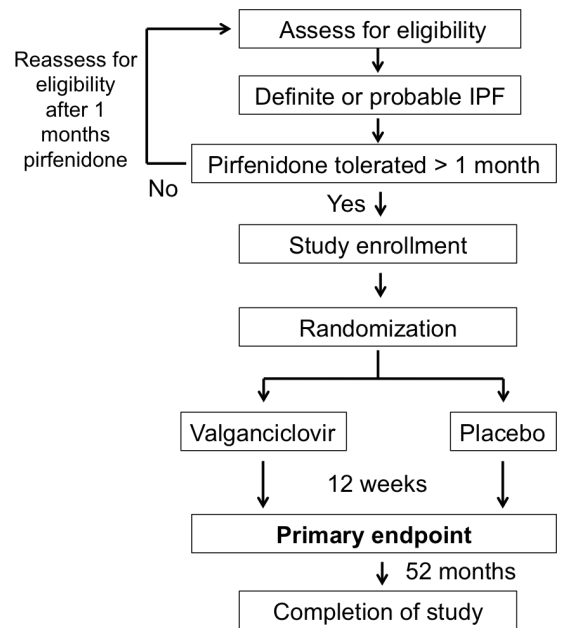 Assess for eligibility
Reassess for
eligibility
after 1
months
pirfenidone
Definite or probable IPF
Pirfenidone tolerated > 1 month
No
Yes
Study enrollment
Randomization
Valganciclovir
Placebo
12 weeks
Primary endpoint
52 months
Completion of study